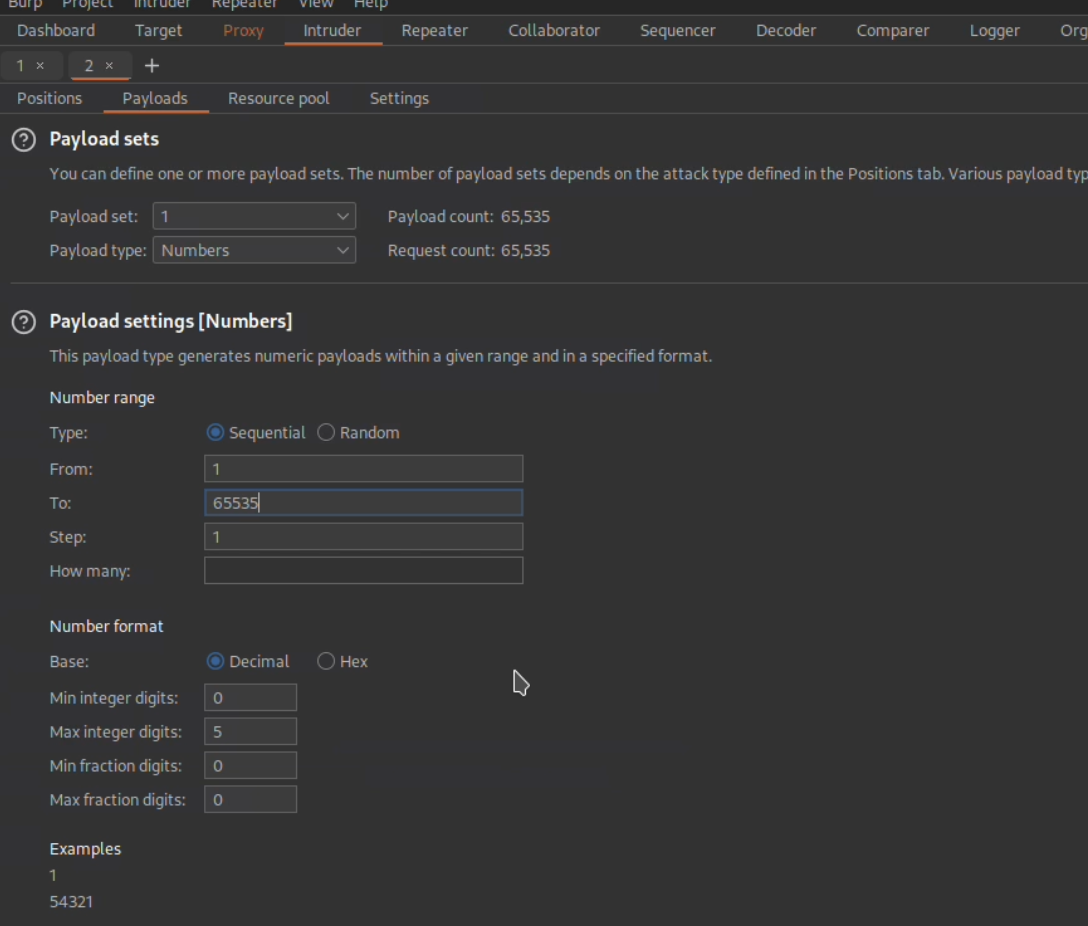 Burp Project Intruder Repeater View Help
Dashboard Target Proxy Intruder Repeater Collaborator Sequencer Decoder Comparer Logger Org
1 × 2 × +
Positions Payloads Resource pool Settings
? Payload sets
You can define one or more payload sets. The number of payload sets depends on the attack type defined in the Positions tab. Various payload typ
Payload set: 1 Payload count: 65,535
Payload type: Numbers Request count: 65,535
? Payload settings [Numbers]
This payload type generates numeric payloads within a given range and in a specified format.
Number range
Type: Sequential Random
From: 1
To: 65535
Step: 1
How many:
Number format
Base: Decimal Hex
Min integer digits: 0
Max integer digits: 5
Min fraction digits: 0
Max fraction digits: 0
Examples
1
54321